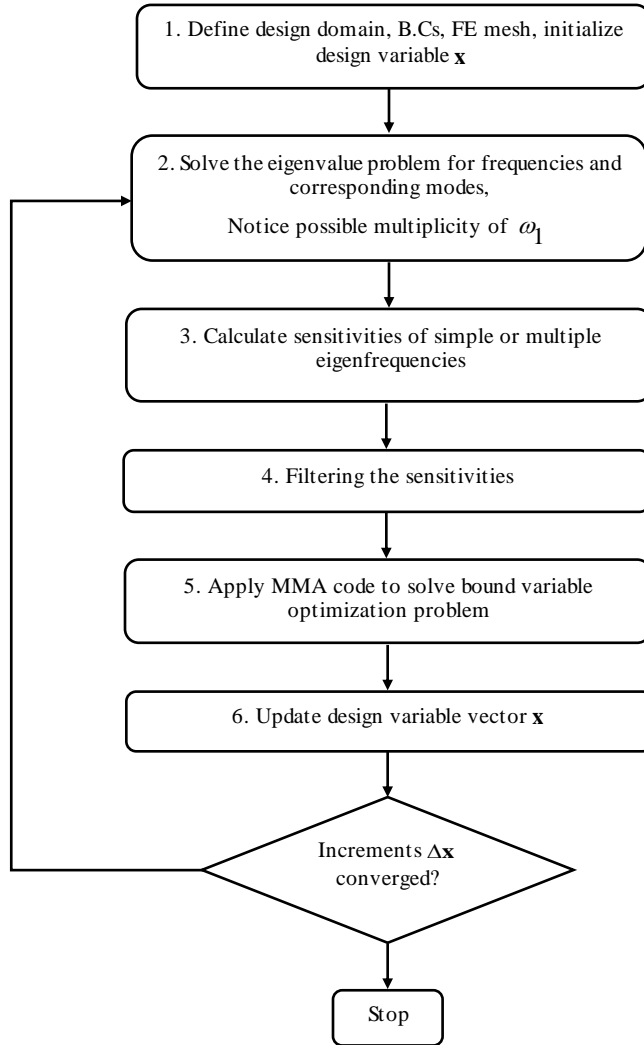 1. Define design domain, B.Cs, FE mesh, initialize
design variable x
2. Solve the eigenvalue problem for frequencies and
corresponding modes,
Notice possible multiplicity of ω1
3. Calculate sensitivities of simple or multiple
eigenfrequencies
4. Filtering the sensitivities
5. Apply MMA code to solve bound variable
optimization problem
6. Update design variable vector x
Increments Δx
converged?
Stop